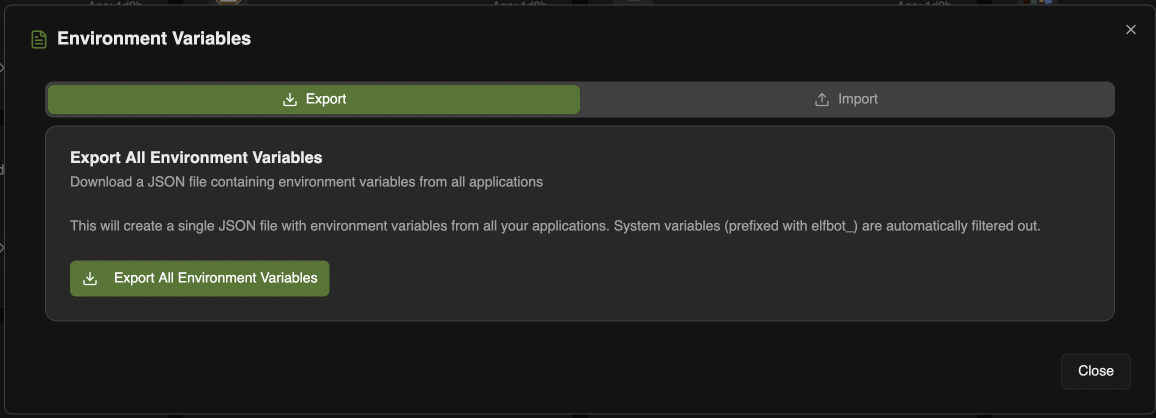 Environment Variables
Export
Import
Export All Environment Variables
Download a JSON file containing environment variables from all applications
This will create a single JSON file with environment variables from all your applications. System variables (prefixed with elfbot_) are automatically filtered out.
Export All Environment Variables
Close